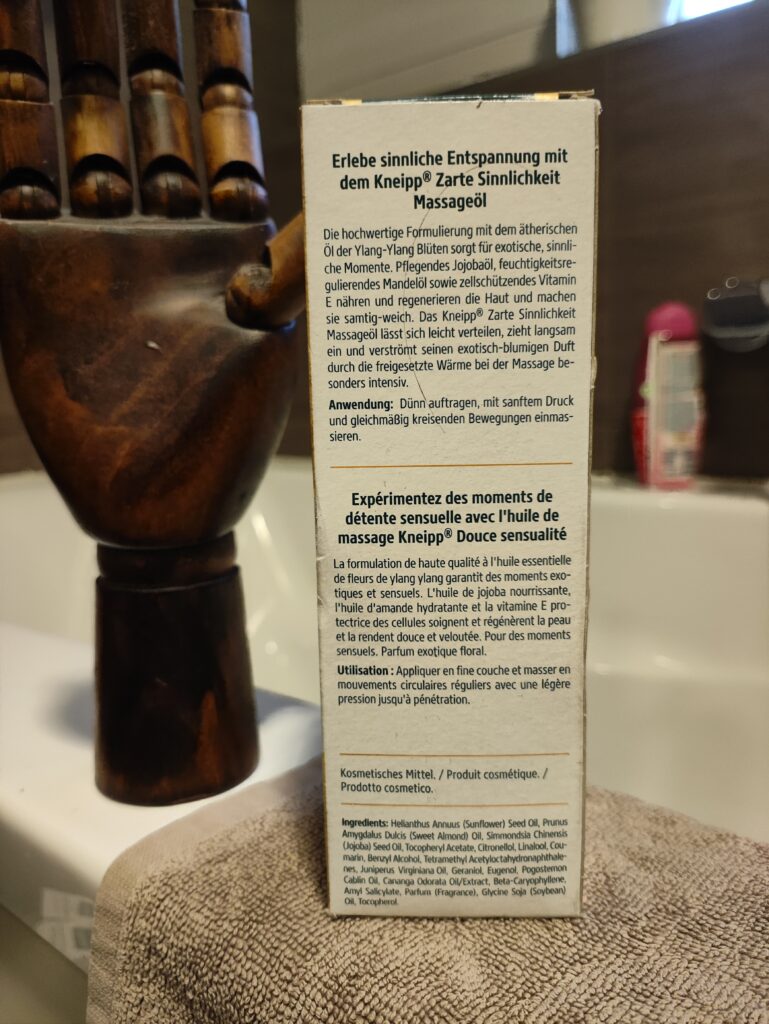 Erlebe sinnliche Entspannung mit
dem Kneipp® Zarte Sinnlichkeit
Massageöl
Die hochwertige Formulierung mit dem ätherischen
Öl der Ylang-Ylang Blüten sorgt für exotische, sinnli-
che Momente. Pflegendes Jojobaöl, feuchtigkeitsre-
gulierendes Mandelöl sowie zellschützendes Vitamin
E nähren und regenerieren die Haut und machen
sie samtig-weich. Das Kneipp® Zarte Sinnlichkeit
Massageöl lässt sich leicht verteilen, zieht langsam
ein und verströmt seinen exotisch-blumigen Duft
durch die freigesetzte Wärme bei der Massage be-
sonders intensiv.
Anwendung: Dünn auftragen, mit sanftem Druck
und gleichmäßig kreisenden Bewegungen einmas-
sieren.
Expérimentez des moments de
détente sensuelle avec l'huile de
massage Kneipp® Douce sensualité
La formulation de haute qualité à l'huile essentielle
de fleurs de ylang ylang garantit des moments exo-
tiques et sensuels. L'huile de jojoba nourrissante,
l'huile d'amande hydratante et la vitamine E pro-
tectrice des cellules soignent et régénèrent la peau
et la rendent douce et veloutée. Pour des moments
sensuels. Parfum exotique floral.
Utilisation : Appliquer en fine couche et masser en
mouvements circulaires réguliers avec une légère
pression jusqu'à pénétration.
Kosmetisches Mittel. / Produit cosmétique. /
Prodotto cosmetico.
Ingredients: Helianthus Annuus (Sunflower) Seed Oil, Prunus
Amygdalus Dulcis (Sweet Almond) Oil, Simmondsia Chinensis
(Jojoba) Seed Oil, Tocopheryl Acetate, Citronellol, Linalool, Cou-
marin, Benzyl Alcohol, Tetramethyl Acetyloctahydronaphthale-
nes, Juniperus Virginiana Oil, Geraniol, Eugenol, Pogostemon
Cablin Oil, Cananga Odorata Oil/Extract, Beta-Caryophyllene,
Amyl Salicylate, Parfum (Fragrance), Glycine Soja (Soybean)
Oil, Tocopherol.